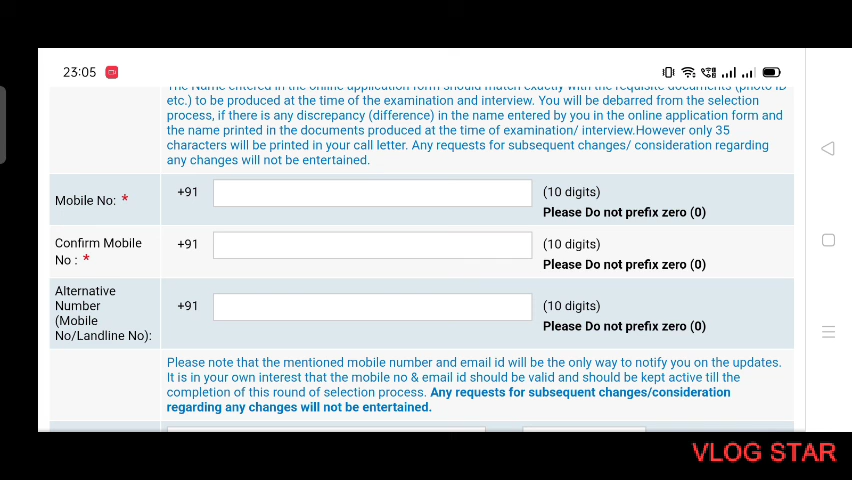 23:05
The Name entered in the online application form should match exactly with the requisite documents (photo ID
etc.) to be produced at the time of the examination and interview. You will be debarred from the selection
process, if there is any discrepancy (difference) in the name entered by you in the online application form and
the name printed in the documents produced at the time of examination/ interview.However only 35
characters will be printed in your call letter. Any requests for subsequent changes/ consideration regarding
any changes will not be entertained.
Mobile No: * +91 (10 digits)
Please Do not prefix zero (0)
Confirm Mobile
No : * +91 (10 digits)
Please Do not prefix zero (0)
Alternative
Number
(Mobile
No/Landline No): +91 (10 digits)
Please Do not prefix zero (0)
Please note that the mentioned mobile number and email id will be the only way to notify you on the updates.
It is in your own interest that the mobile no & email id should be valid and should be kept active till the
completion of this round of selection process. Any requests for subsequent changes/consideration
regarding any changes will not be entertained.
VLOG STAR